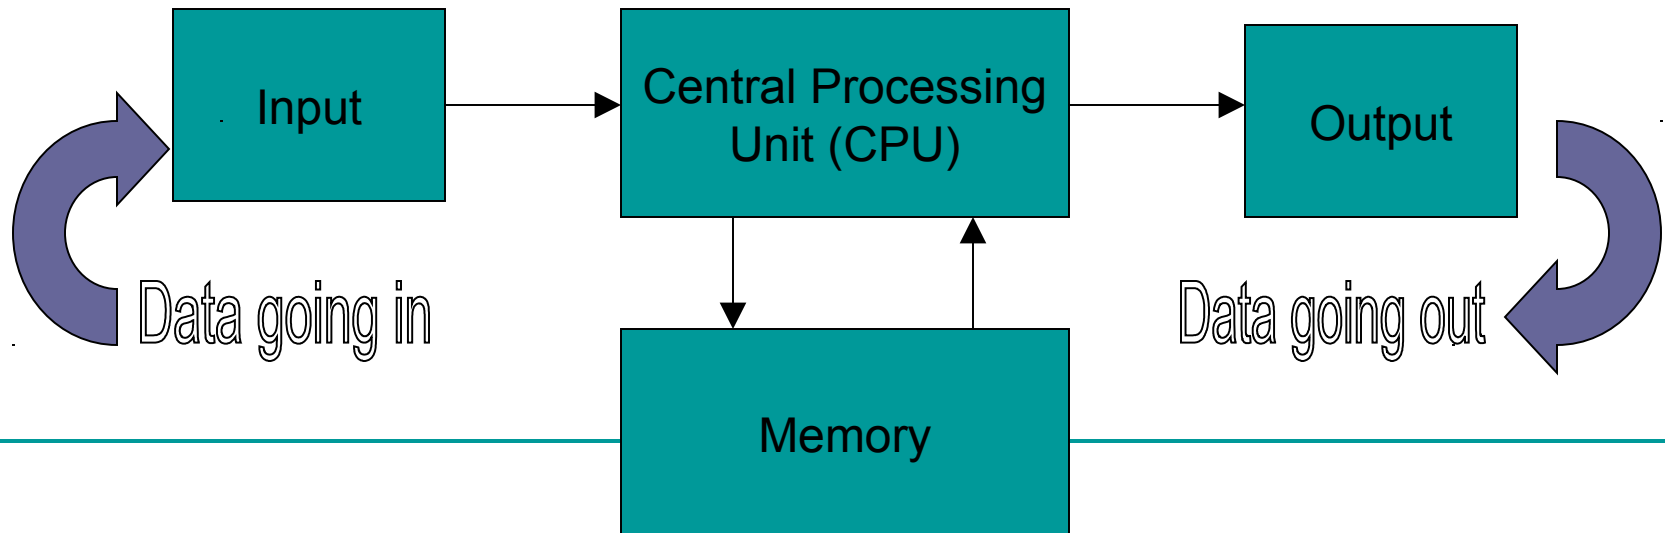 Input
Central Processing
Unit (CPU)
Output
Data going in
Data going out
Memory